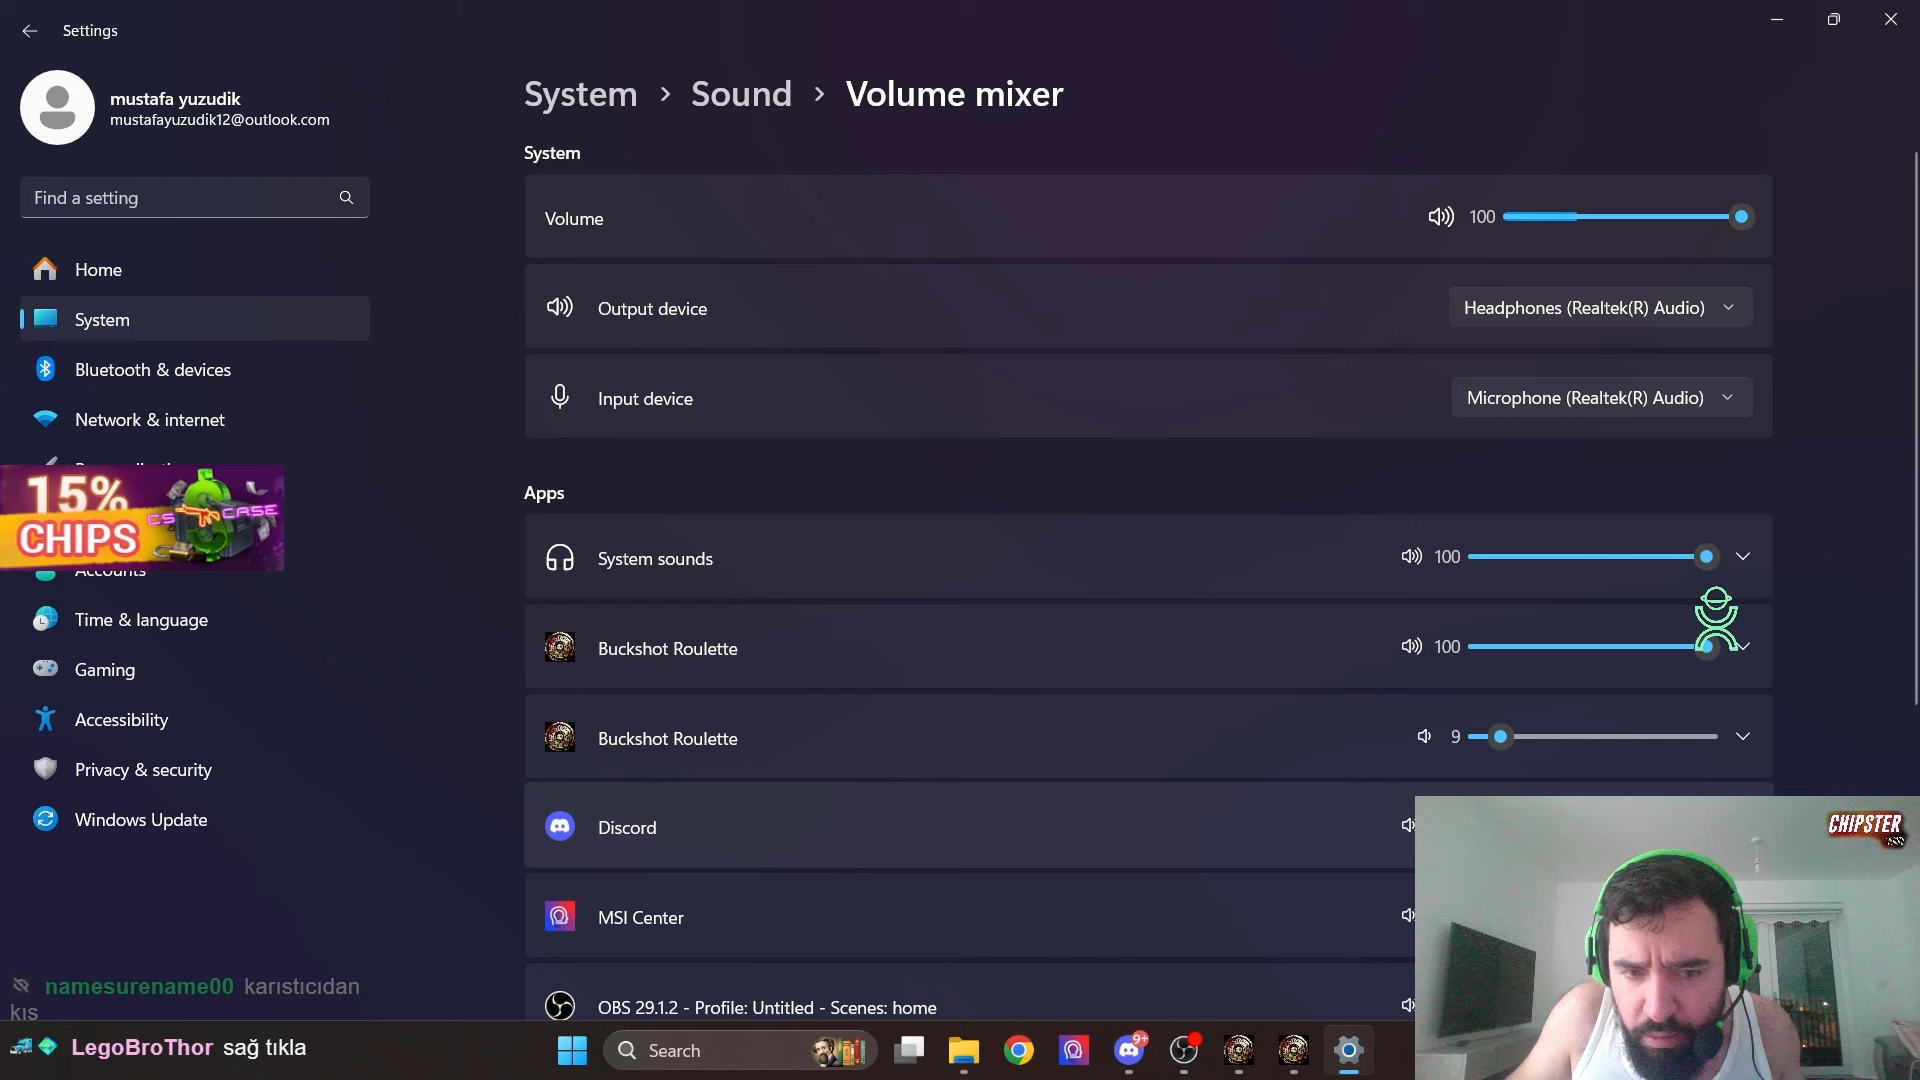 Settings
mustafa yuzudik
mustafayuzudik12@outlook.com
Find a setting
Home
System
Bluetooth & devices
Network & internet
15%
CHIPS
CS CASE
Accounts
Time & language
Gaming
Accessibility
Privacy & security
Windows Update
System > Sound > Volume mixer
System
Volume
100
Output device
Headphones (Realtek(R) Audio)
Input device
Microphone (Realtek(R) Audio)
Apps
System sounds
100
Buckshot Roulette
100
Buckshot Roulette
9
Discord
MSI Center
OBS 29.1.2 - Profile: Untitled - Scenes: home
CHIPSTER
namesurename00 karıstıcıdan
kıs
LegoBroThor sağ tıkla
Search
9+